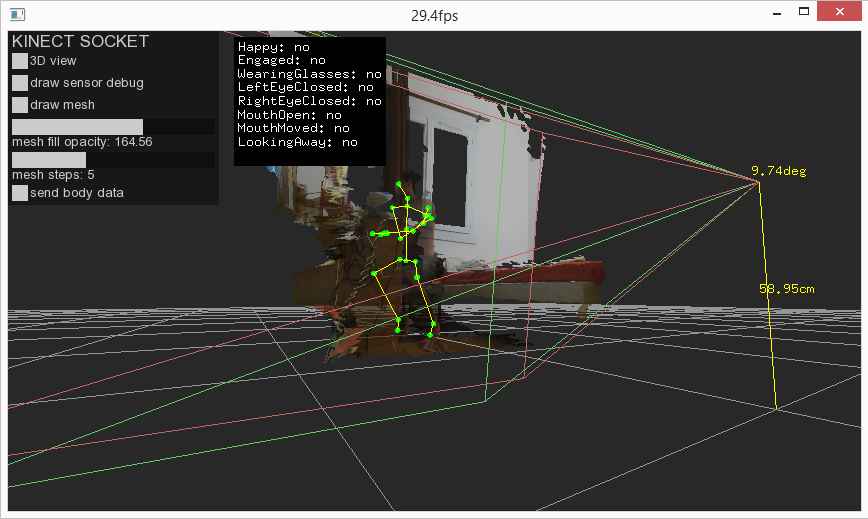 29.4fps
KINECT SOCKET
3D view
draw sensor debug
draw mesh
mesh fill opacity: 164.56
mesh steps: 5
send body data
Happy: no
Engaged: no
WearingGlasses: no
LeftEyeClosed: no
RightEyeClosed: no
MouthOpen: no
MouthMoved: no
LookingAway: no
9.74deg
58.95cm